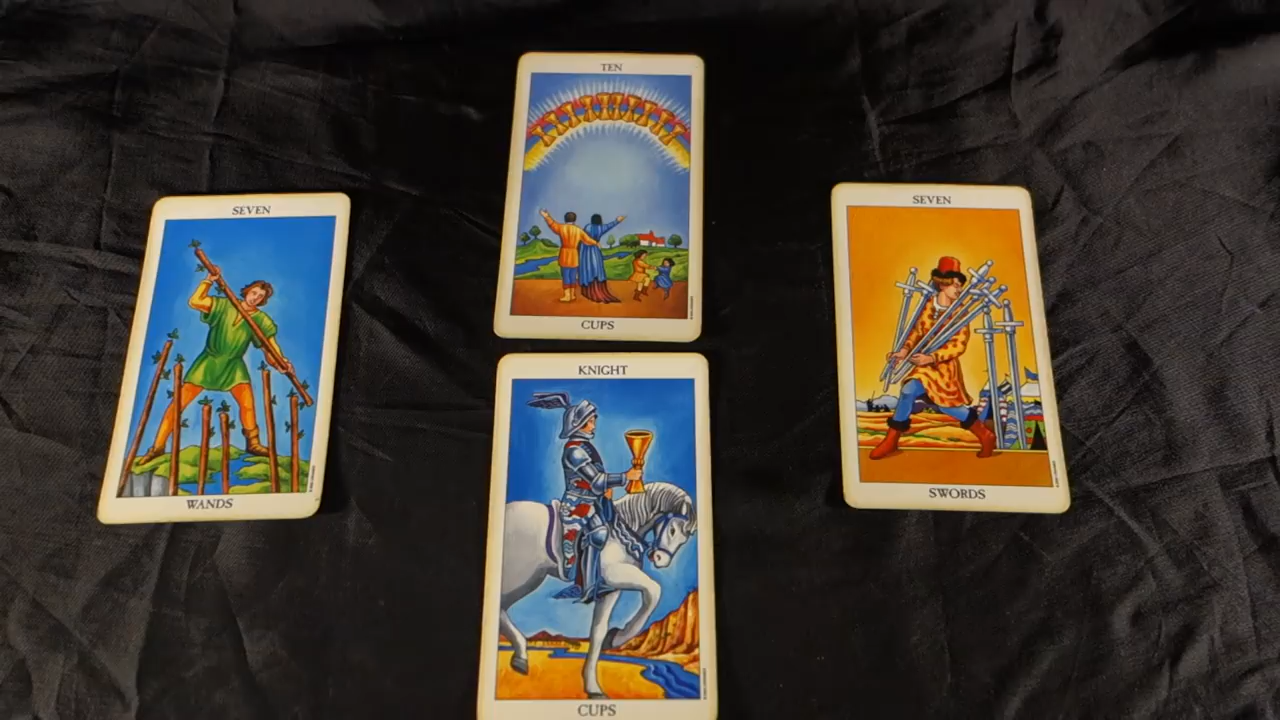 TEN
CUPS
SEVEN
WANDS
SEVEN
SWORDS
KNIGHT
CUPS